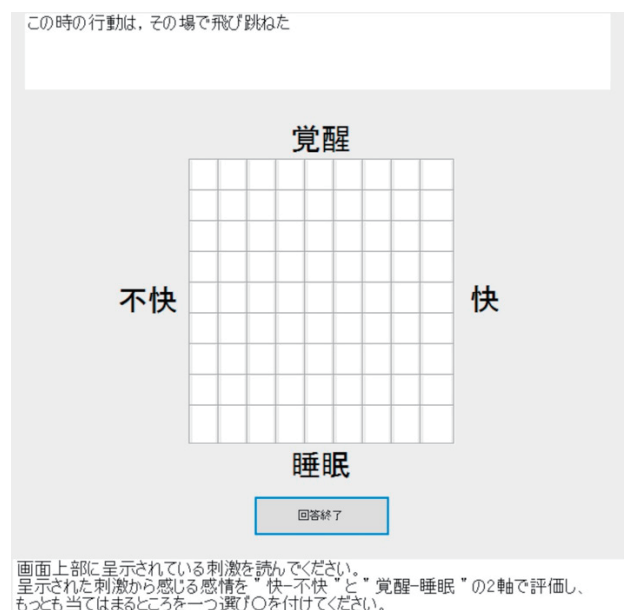 この時の行動は，その場で飛び跳ねた
覚醒
不快
快
睡眠
回答終了
画面上部に呈示されている刺激を読んでください。
呈示された刺激から感じる感情を"快-不快"と"覚醒-睡眠"の2軸で評価し、
もっとも当てはまるところを一つ選び○を付けてください。